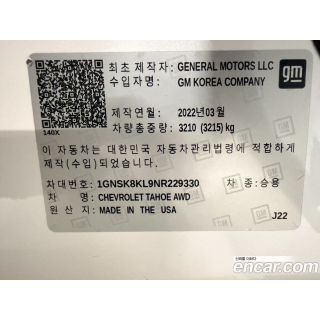 최초 제작자명 : GENERAL MOTORS LLC
수입자명 : GM KOREA COMPANY
gm
제작연월 : 2022년03월
차량 총중량 : 3210 (3215) kg
140X
이 자동차는 대한민국 자동차관리법령에 적합하게
제작(수입) 되었습니다.
차대번호 : 1GNSK8KL9NR229330 차 종: 승용
차 명 : CHEVROLET TAHOE AWD
원 산 지 : MADE IN THE USA
J22
encar.com